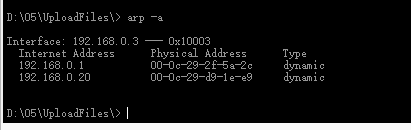 D:\05\UploadFiles\> arp -a
Interface: 192.168.0.3 --- 0x10003
Internet Address Physical Address Type
192.168.0.1 00-0c-29-2f-5a-2c dynamic
192.168.0.20 00-0c-29-d9-1e-e9 dynamic
D:\05\UploadFiles\>